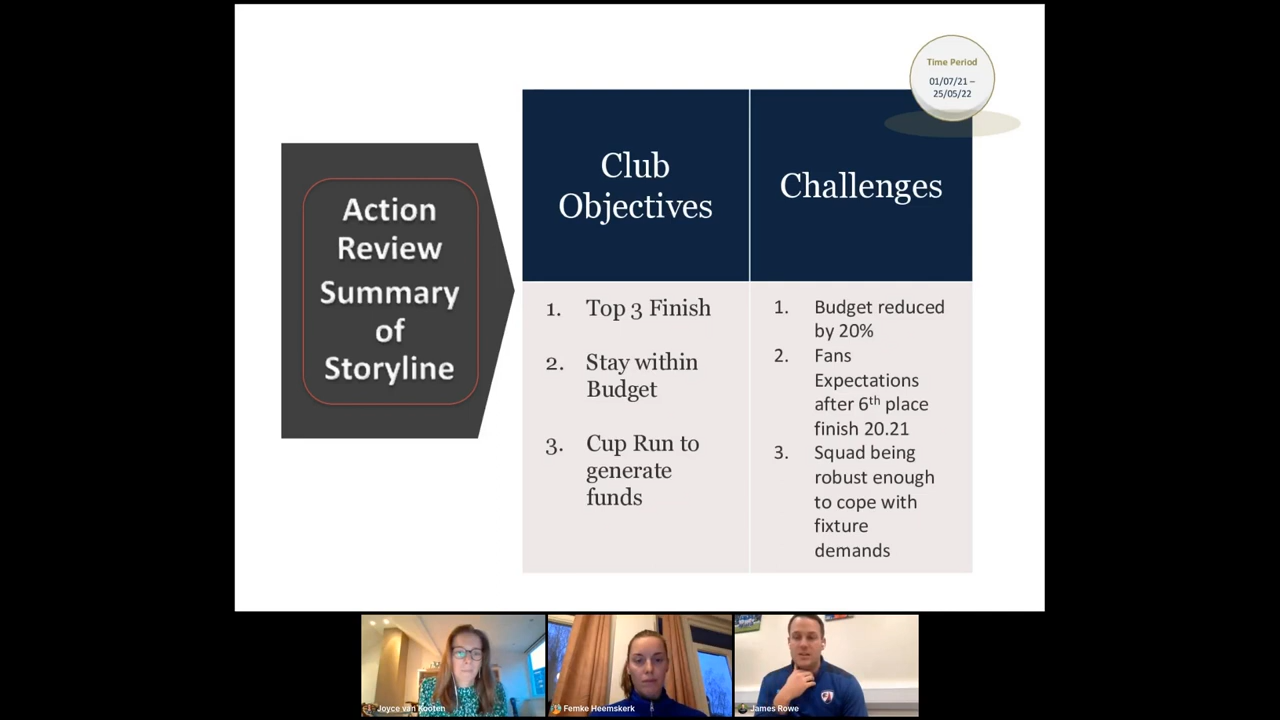 Time Period
01/07/21 –
25/05/22
Action
Review
Summary
of
Storyline
Club
Objectives
Challenges
1. Top 3 Finish
2. Stay within
Budget
3. Cup Run to
generate
funds
1. Budget reduced
by 20%
2. Fans
Expectations
after 6th place
finish 20.21
3. Squad being
robust enough
to cope with
fixture
demands
Joyce van Kooten
Femke Heemskerk
James Rowe